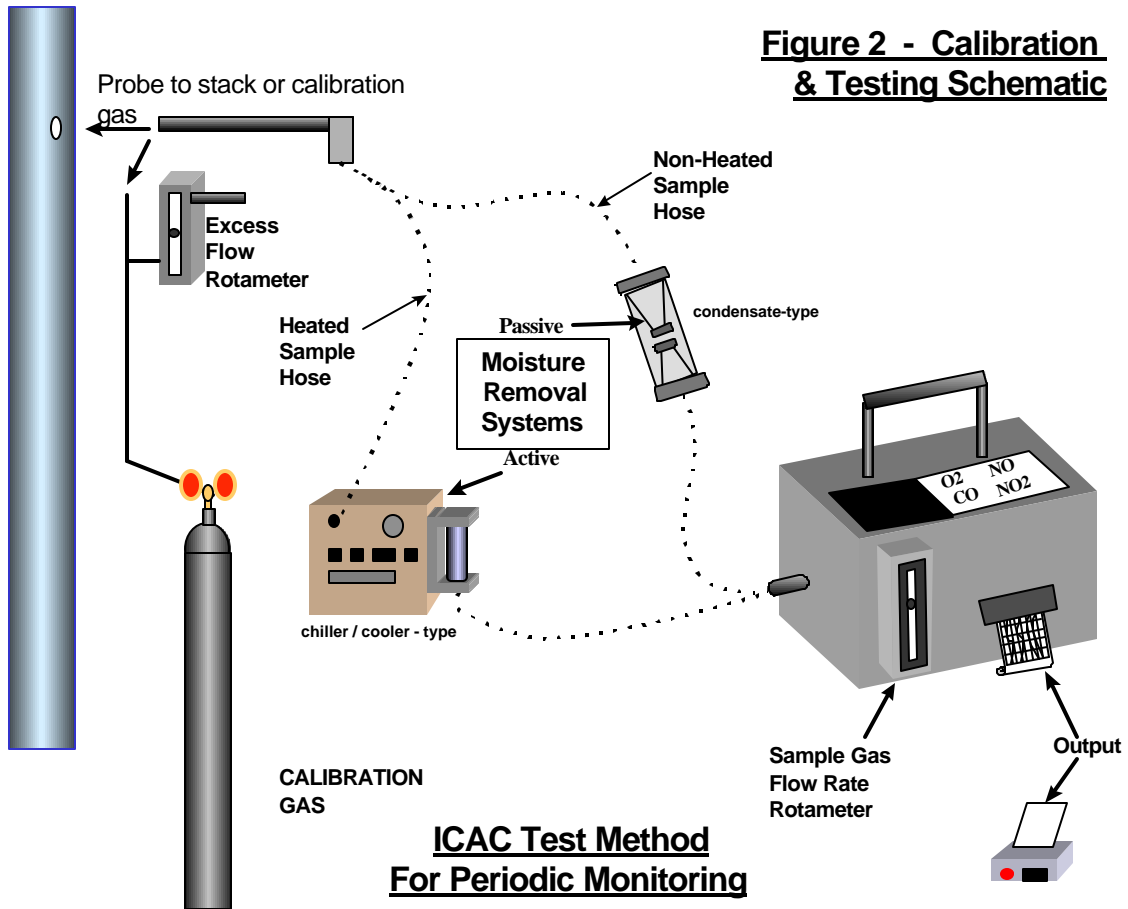 Figure 2 - Calibration
& Testing Schematic
Probe to stack or calibration
gas
Non-Heated
Sample
Hose
Excess
Flow
Rotameter
Heated
Sample
Hose
Passive
condensate-type
Moisture
Removal
Systems
Active
O2 NO
CO NO2
chiller / cooler - type
Sample Gas
Flow Rate
Rotameter
Output
CALIBRATION
GAS
ICAC Test Method
For Periodic Monitoring